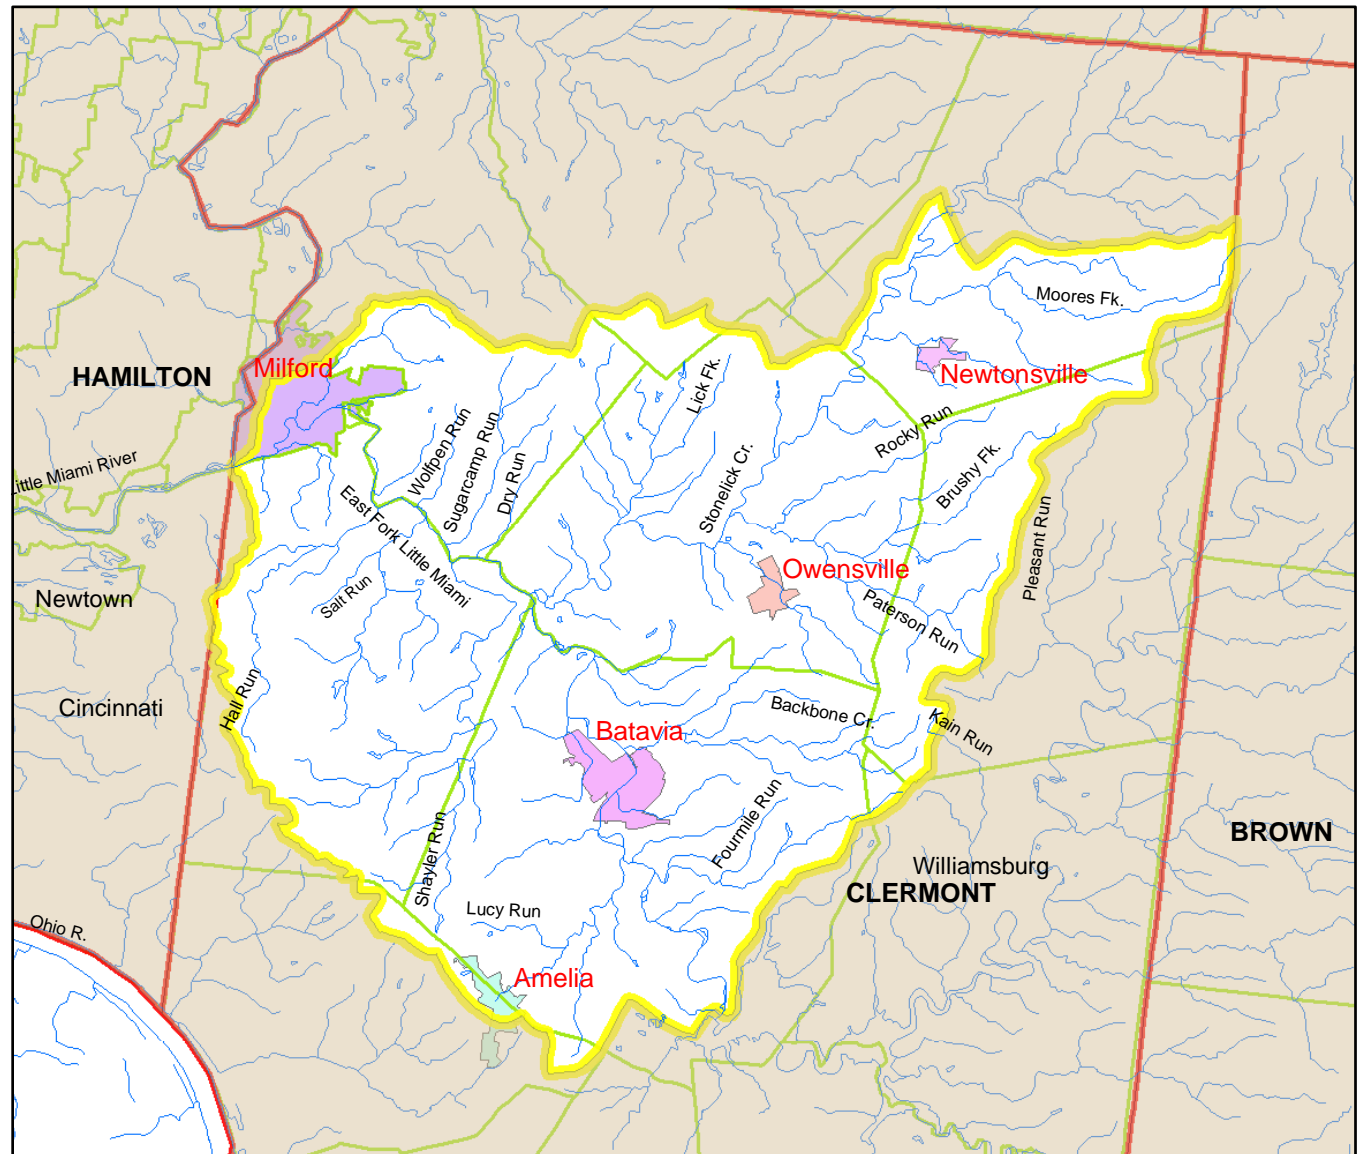 Moores Fk.
Milford
HAMILTON
Newtonsville
Lick Fk.
Rocky Run
Wolfpen Run
Sugarcamp Run
Dry Run
Stonelick Cr.
Brushy Fk.
Little Miami River
East Fork Little Miami
Pleasant Run
Owensville
Salt Run
Newtown
Paterson Run
Hall Run
Cincinnati
Backbone Cr.
Kain Run
Batavia
Fourmile Run
BROWN
Shayler Run
Williamsburg
CLERMONT
Lucy Run
Ohio R.
Amelia